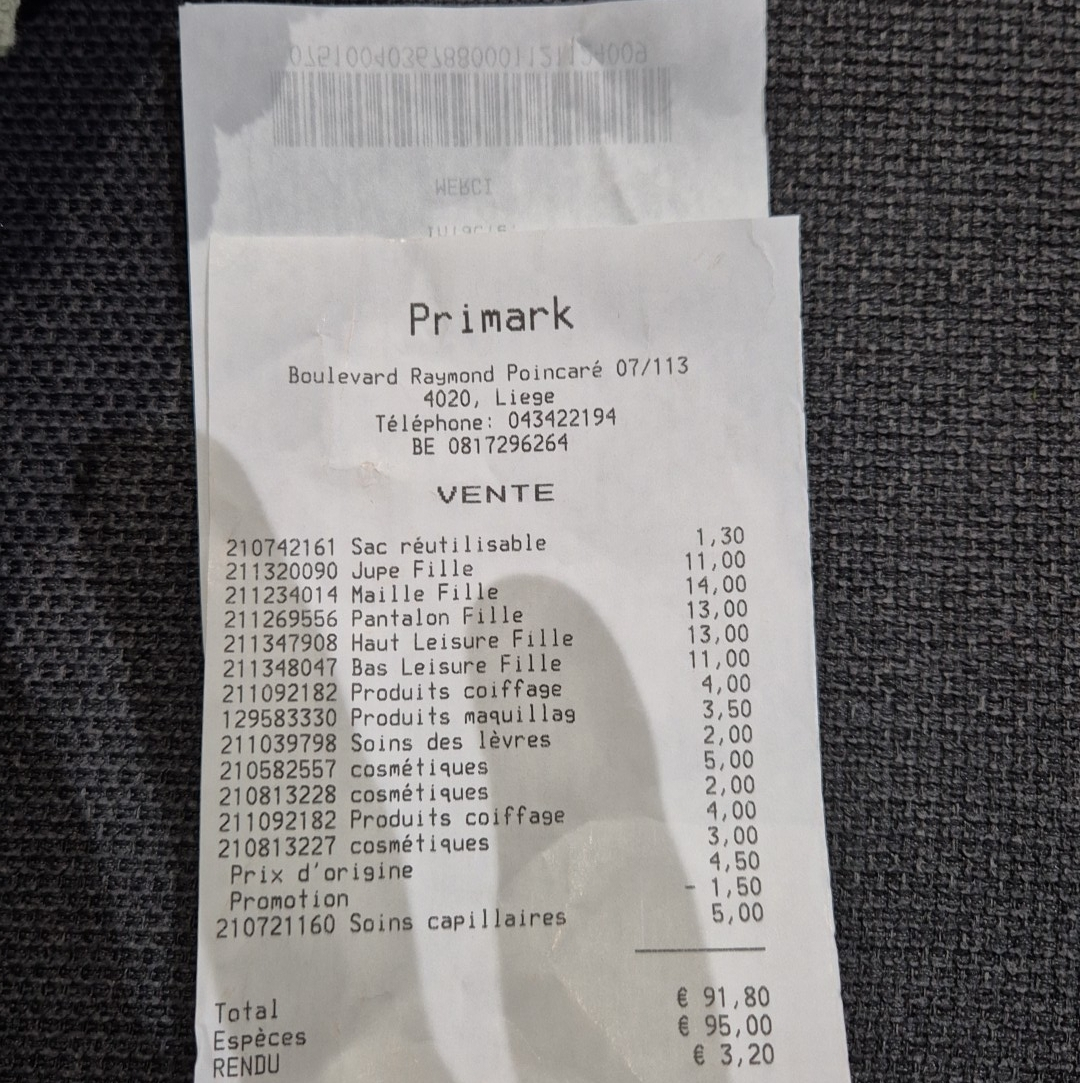 MERCI
Primark
Boulevard Raymond Poincaré 07/113
4020, Liege
Téléphone: 043422194
BE 0817296264
VENTE
210742161 Sac réutilisable 1,30
211320090 Jupe Fille 11,00
211234014 Maille Fille 14,00
211269556 Pantalon Fille 13,00
211347908 Haut Leisure Fille 13,00
211348047 Bas Leisure Fille 11,00
211092182 Produits coiffage 4,00
129583330 Produits maquillag 3,50
211039798 Soins des lèvres 2,00
210582557 cosmétiques 5,00
210813228 cosmétiques 2,00
211092182 Produits coiffage 4,00
210813227 cosmétiques 3,00
Prix d'origine 4,50
Promotion - 1,50
210721160 Soins capillaires 5,00
Total € 91,80
Espèces € 95,00
RENDU € 3,20